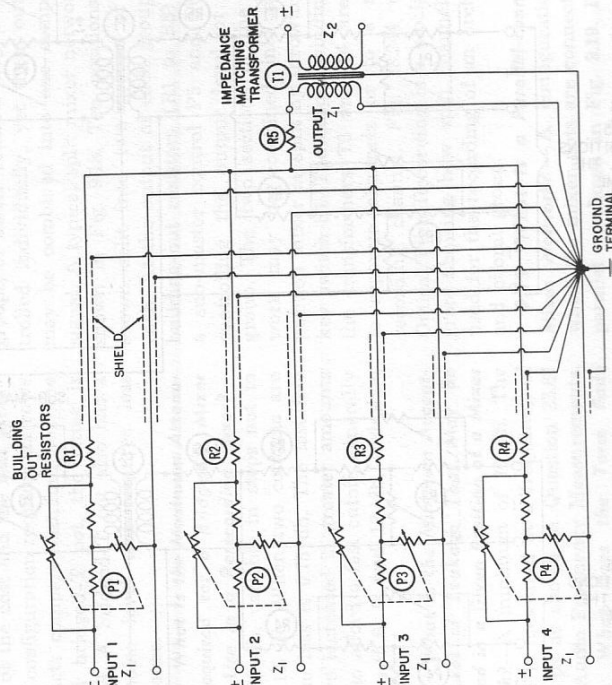 BUILDING
OUT
RESISTORS
R1
SHIELD
P1
±
INPUT 1
Z1
R2
P2
±
INPUT 2
Z1
R3
P3
±
INPUT 3
Z1
R4
P4
±
INPUT 4
Z1
IMPEDANCE
MATCHING
TRANSFORMER
T1
R5
OUTPUT
Z1
±
Z2
GROUND
TERMINAL